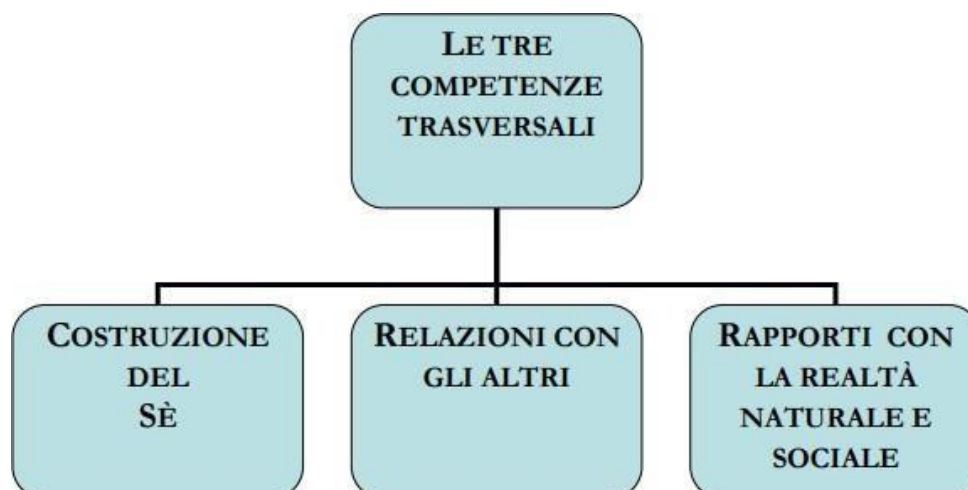 LE TRE
COMPETENZE
TRASVERSALI
COSTRUZIONE
DEL
SÈ
RELAZIONI CON
GLI ALTRI
RAPPORTI CON
LA REALTÀ
NATURALE E
SOCIALE